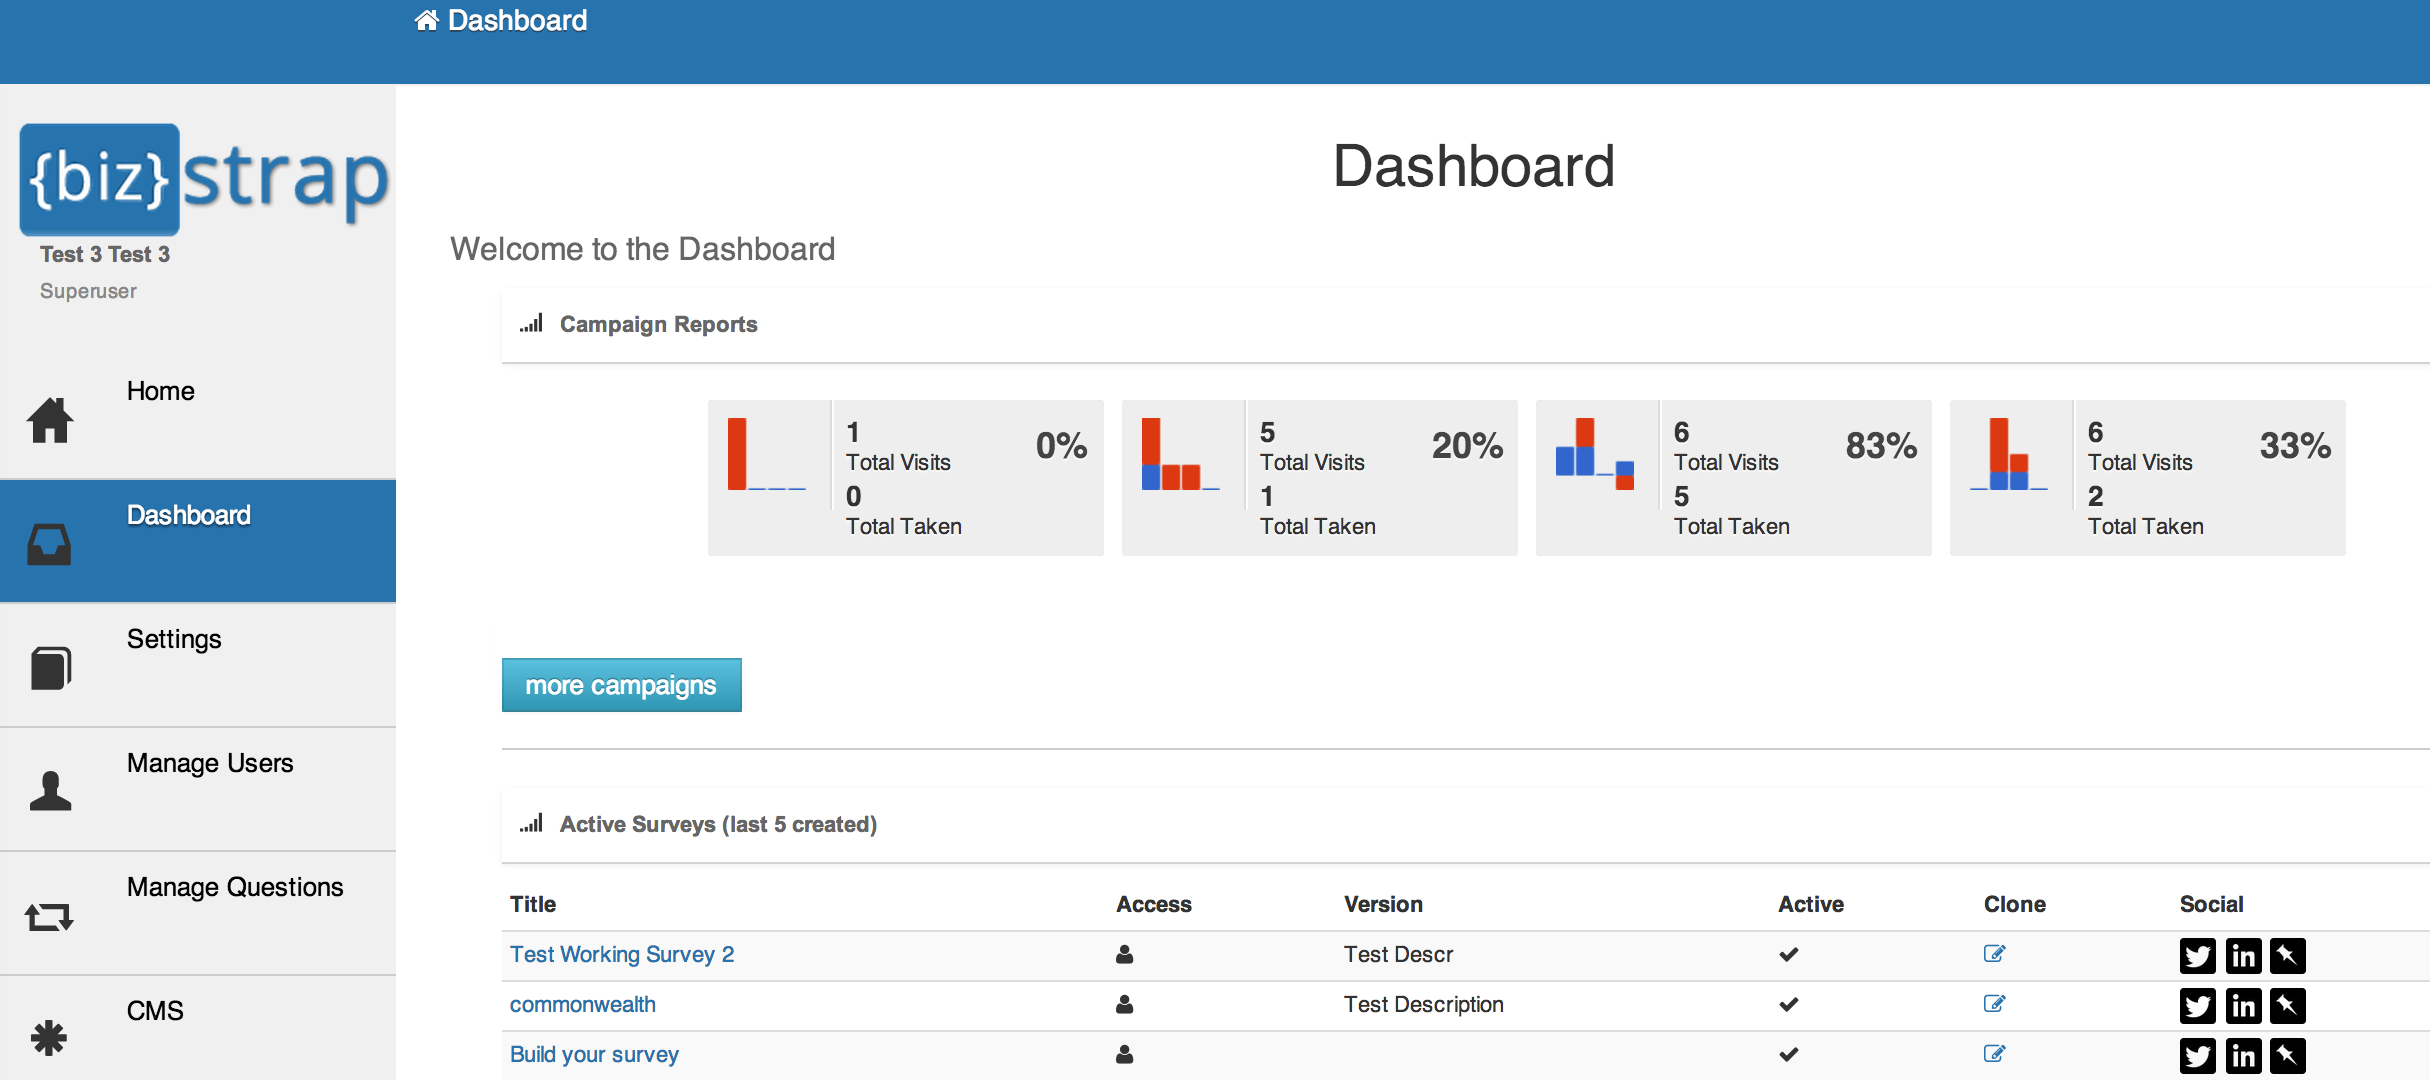 Dashboard
{biz}strap
Test 3 Test 3
Superuser
Home
Dashboard
Settings
Manage Users
Manage Questions
CMS
Dashboard
Welcome to the Dashboard
Campaign Reports
1
Total Visits
0
Total Taken
0%
5
Total Visits
1
Total Taken
20%
6
Total Visits
5
Total Taken
83%
6
Total Visits
2
Total Taken
33%
more campaigns
Active Surveys (last 5 created)
Title Access Version Active Clone Social
Test Working Survey 2 Test Descr in
commonwealth Test Description in
Build your survey in